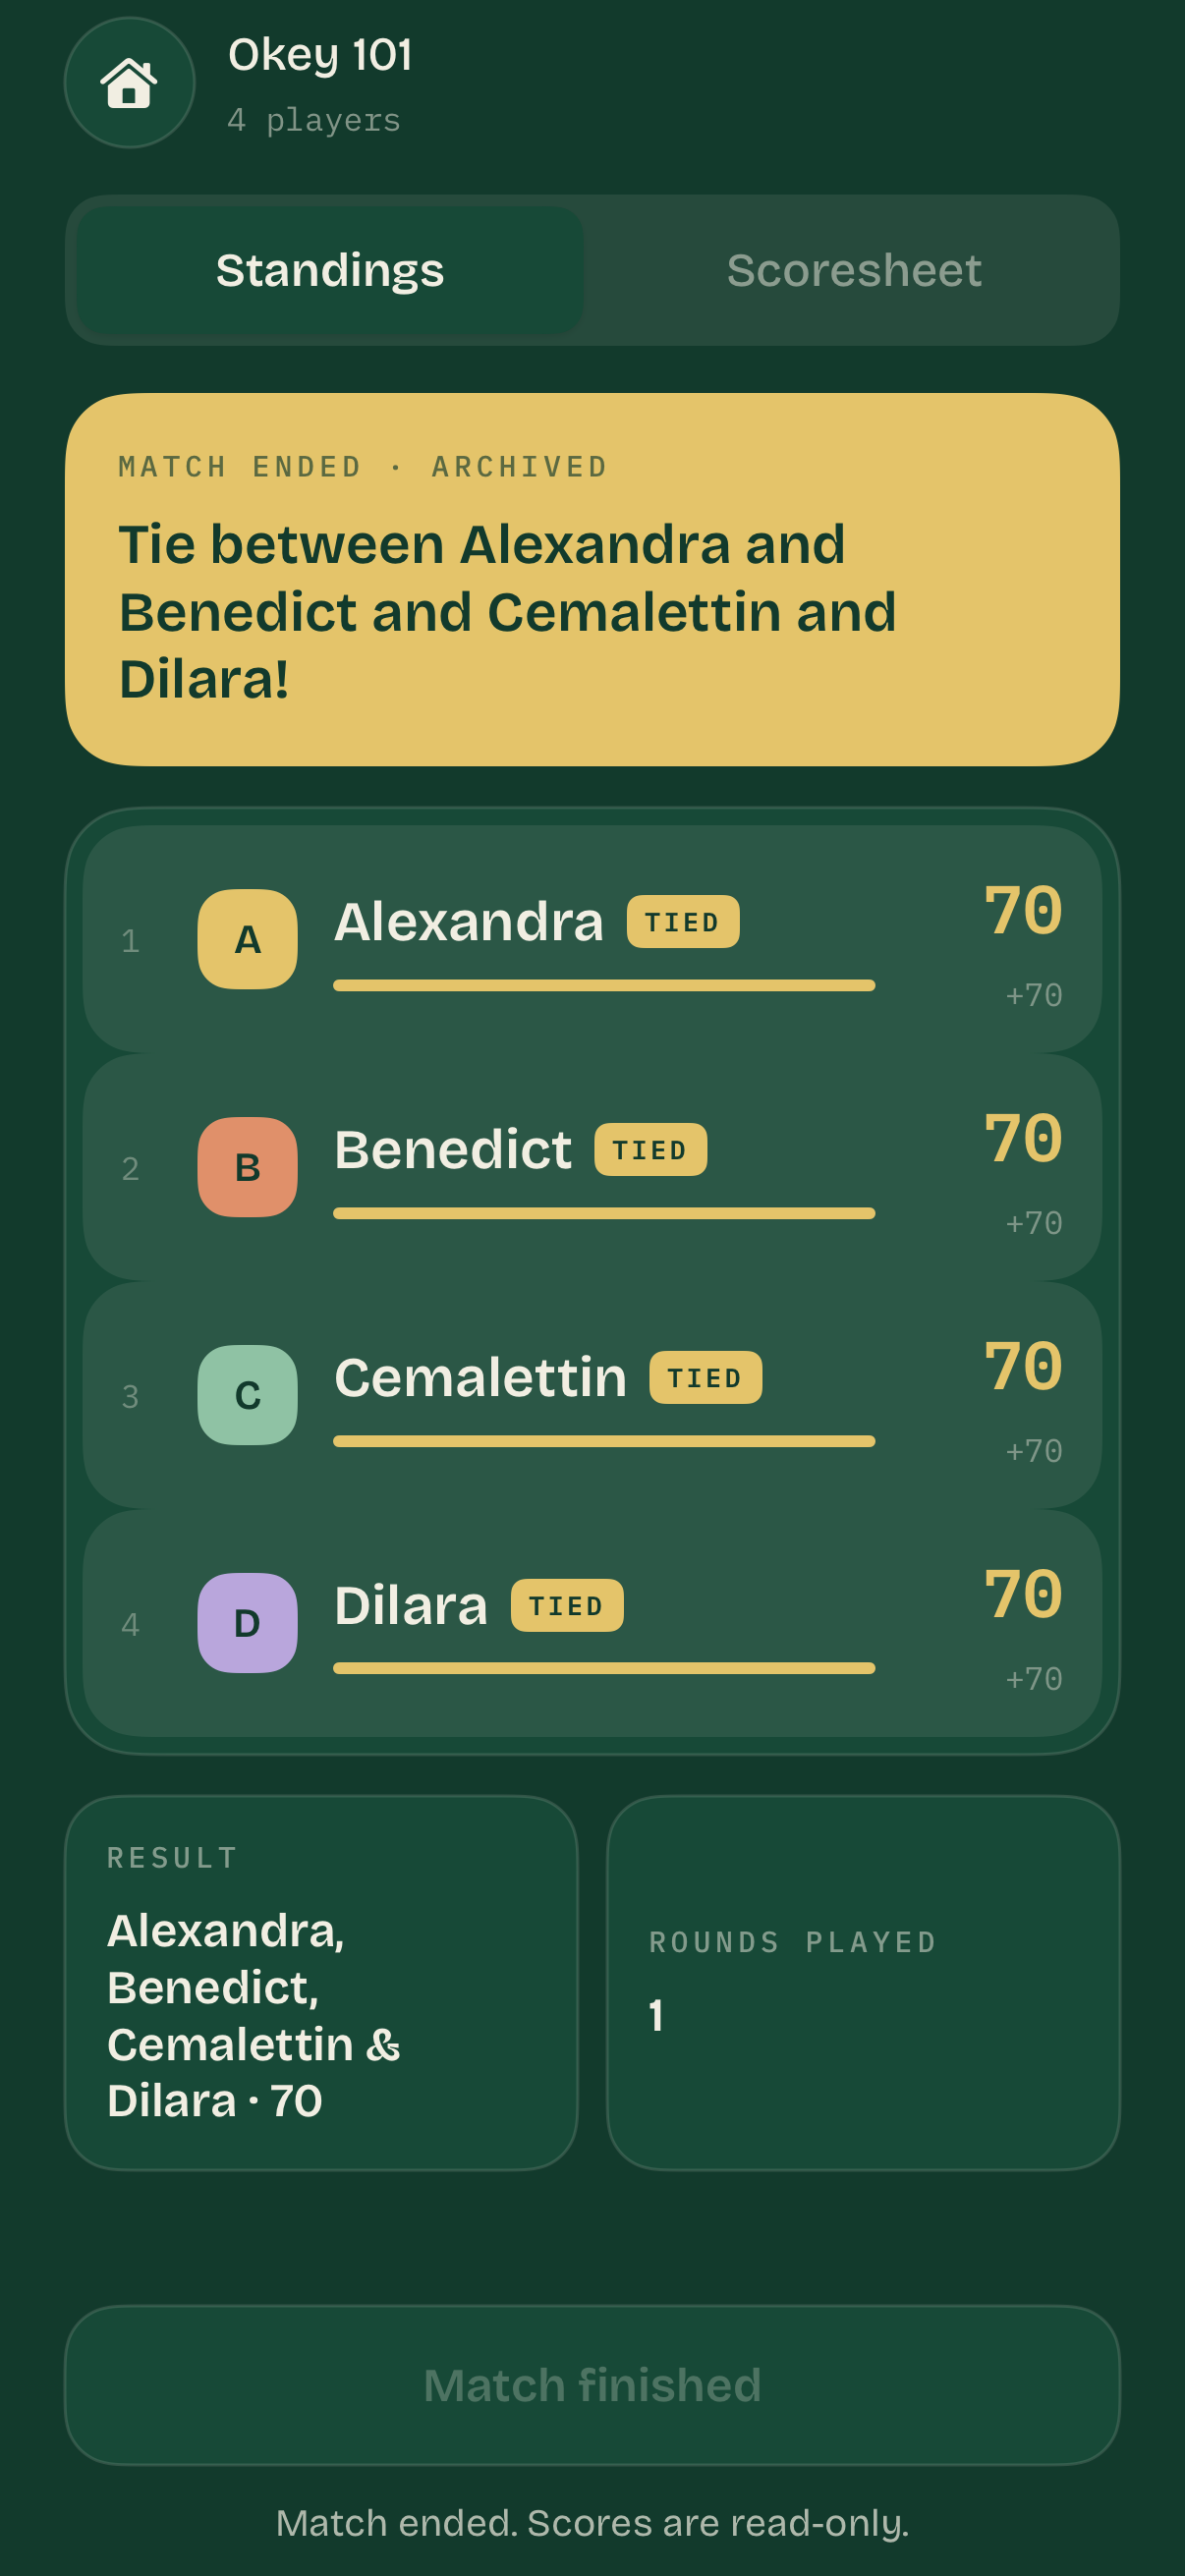 Okey 101
4 players
Standings
Scoresheet
MATCH ENDED · ARCHIVED
Tie between Alexandra and
Benedict and Cemalettin and
Dilara!
1
A
Alexandra
TIED
70
+70
2
B
Benedict
TIED
70
+70
3
C
Cemalettin
TIED
70
+70
4
D
Dilara
TIED
70
+70
RESULT
Alexandra,
Benedict,
Cemalettin &
Dilara · 70
ROUNDS PLAYED
1
Match finished
Match ended. Scores are read-only.